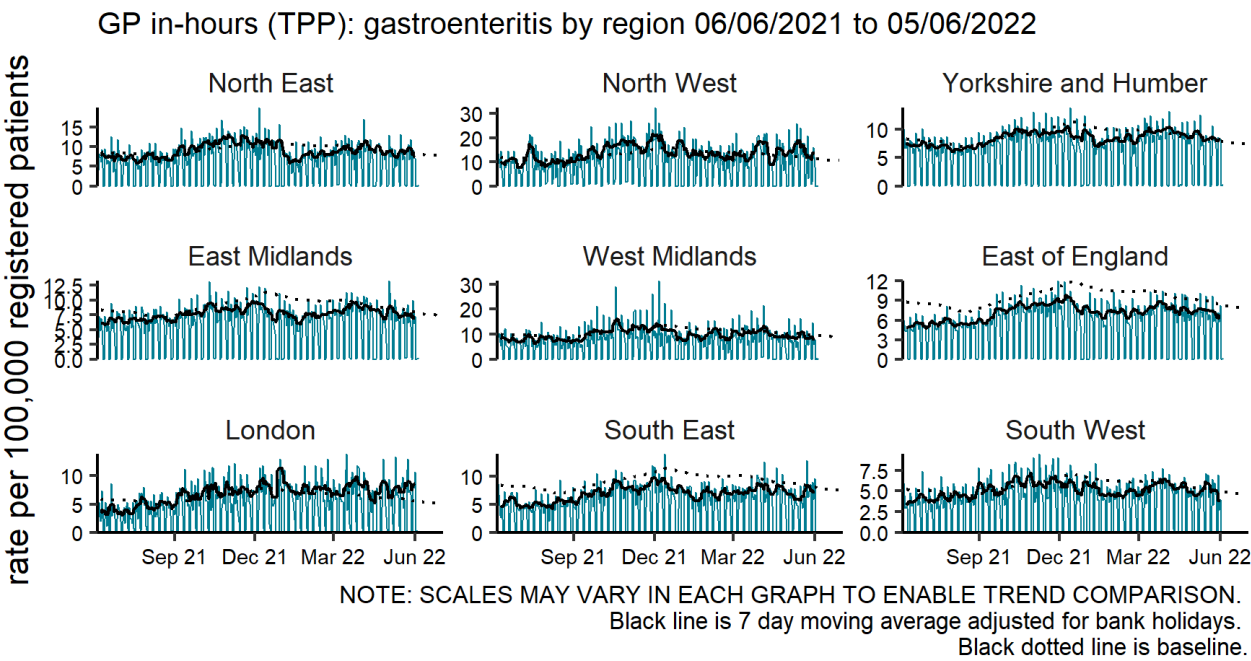 GP in-hours (TPP): gastroenteritis by region 06/06/2021 to 05/06/2022
rate per 100,000 registered patients
North East
15
10
5
0
North West
30
20
10
0
Yorkshire and Humber
10
5
0
East Midlands
12.5
10.0
7.5
5.0
2.5
0.0
West Midlands
30
20
10
0
East of England
12
9
6
3
0
London
10
5
0
Sep 21 Dec 21 Mar 22 Jun 22
South East
10
5
0
Sep 21 Dec 21 Mar 22 Jun 22
South West
7.5
5.0
2.5
0.0
Sep 21 Dec 21 Mar 22 Jun 22
NOTE: SCALES MAY VARY IN EACH GRAPH TO ENABLE TREND COMPARISON.
Black line is 7 day moving average adjusted for bank holidays.
Black dotted line is baseline.